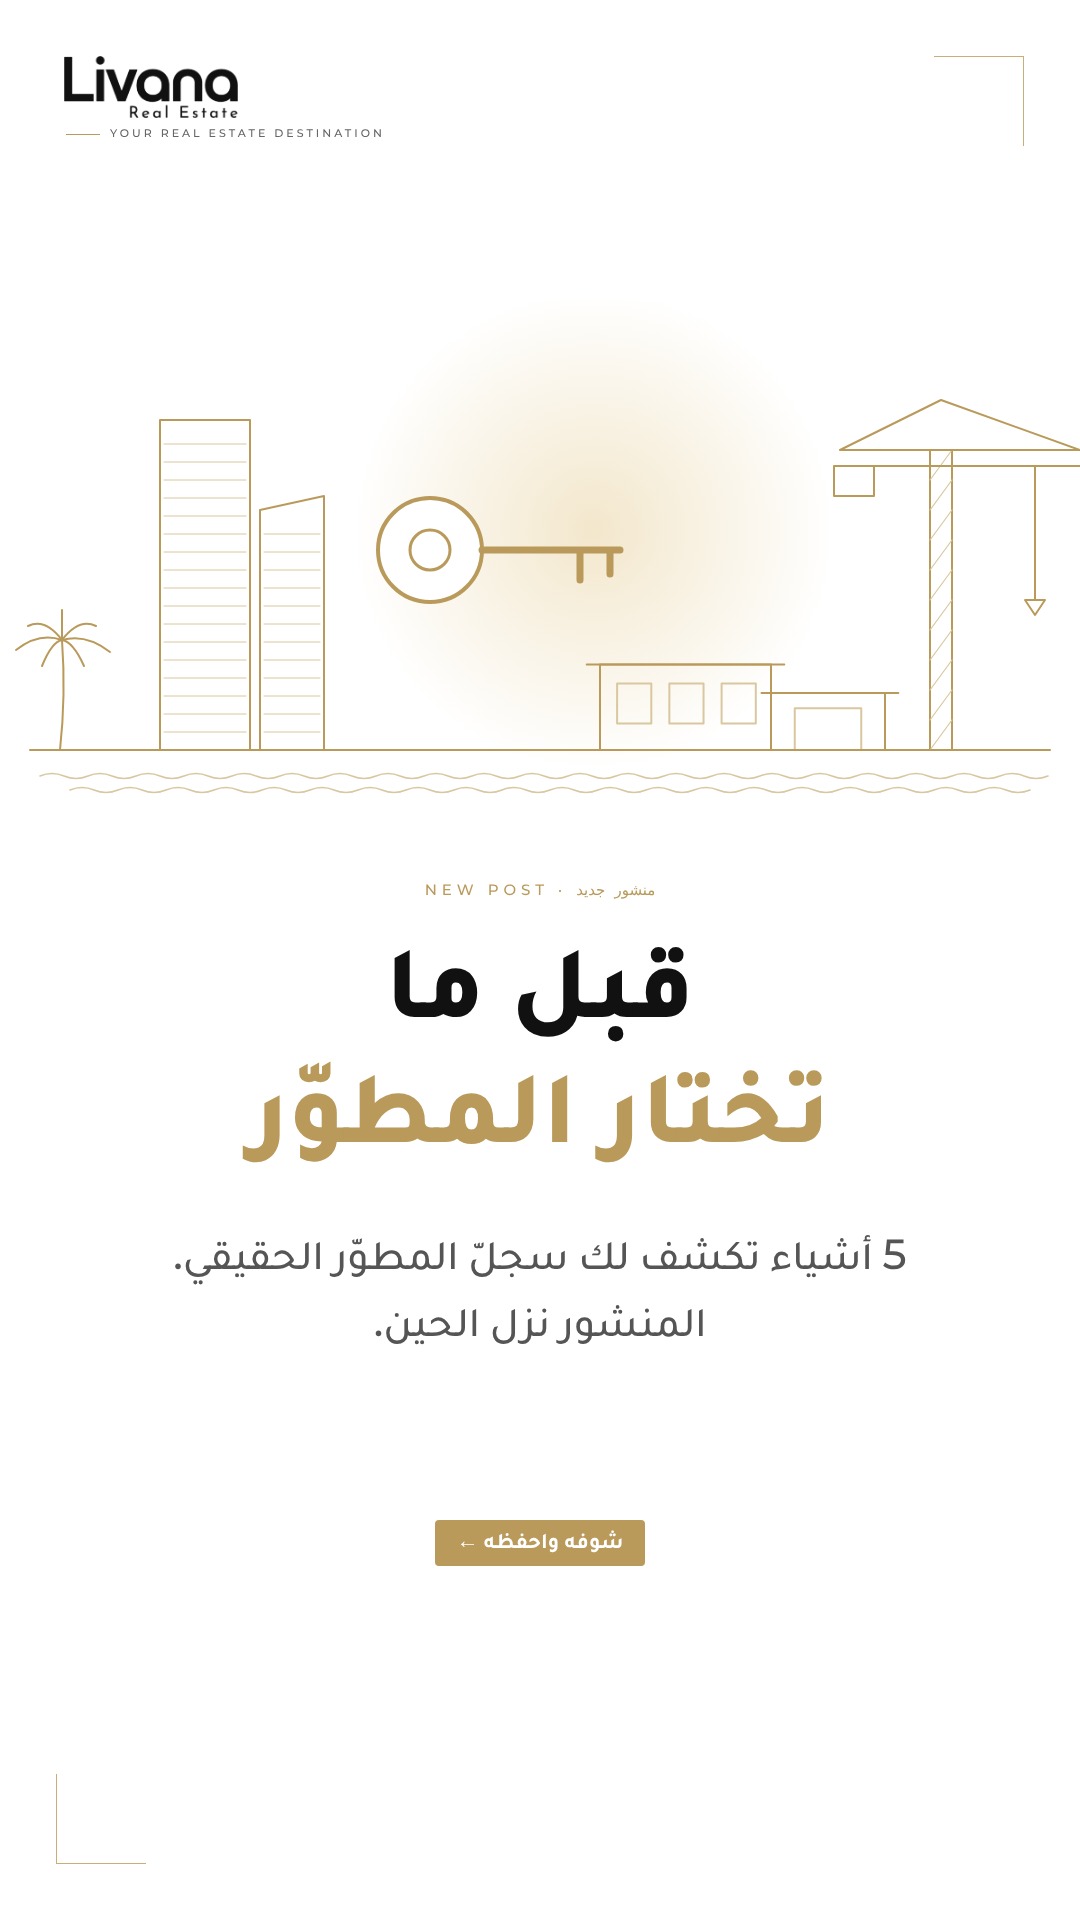 Livana
Real Estate
YOUR REAL ESTATE DESTINATION
NEW POST · منشور جديد
قبل ما
تختار المطوّر
5 أشياء تكشف لك سجلّ المطوّر الحقيقي.
المنشور نزل الحين.
شوفه واحفظه ←